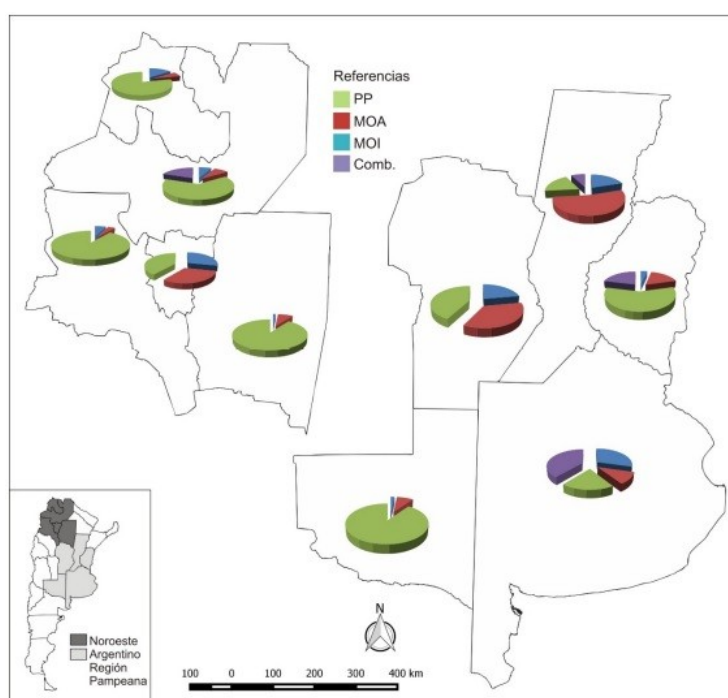 Referencias
PP
MOA
MOI
Comb.
Noroeste
Argentino
Región
Pampeana
N
100 0 100 200 300 400 km